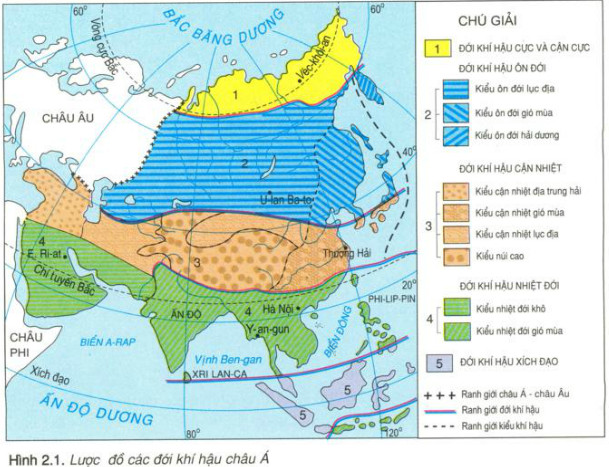 60°
BẮC BĂNG DƯƠNG
60°
Vòng cực Bắc
Véc-khôi-an
1
CHÂU ÂU
2
40°
U-lan Ba-to
4
E. Ri-at
3
Thượng Hải
Chí tuyến Bắc
20°
ẤN ĐỘ
4
Hà Nội
PHI-LIP-PIN
Y-an-gun
CHÂU
PHI
BIỂN A-RAP
BIỂN ĐÔNG
Vịnh Ben-gan
Xích đạo
XRI LAN-CA
5
5
ẤN ĐỘ DƯƠNG
80°
120°
CHÚ GIẢI
1
ĐỚI KHÍ HẬU CỰC VÀ CẬN CỰC
ĐỚI KHÍ HẬU ÔN ĐỚI
2
Kiểu ôn đới lục địa
Kiểu ôn đới gió mùa
Kiểu ôn đới hải dương
ĐỚI KHÍ HẬU CẬN NHIỆT
3
Kiểu cận nhiệt địa trung hải
Kiểu cận nhiệt gió mùa
Kiểu cận nhiệt lục địa
Kiểu núi cao
ĐỚI KHÍ HẬU NHIỆT ĐỚI
4
Kiểu nhiệt đới khô
Kiểu nhiệt đới gió mùa
5
ĐỚI KHÍ HẬU XÍCH ĐẠO
Ranh giới châu Á - châu Âu
Ranh giới đới khí hậu
Ranh giới kiểu khí hậu
Hình 2.1. Lược đồ các đới khí hậu châu Á